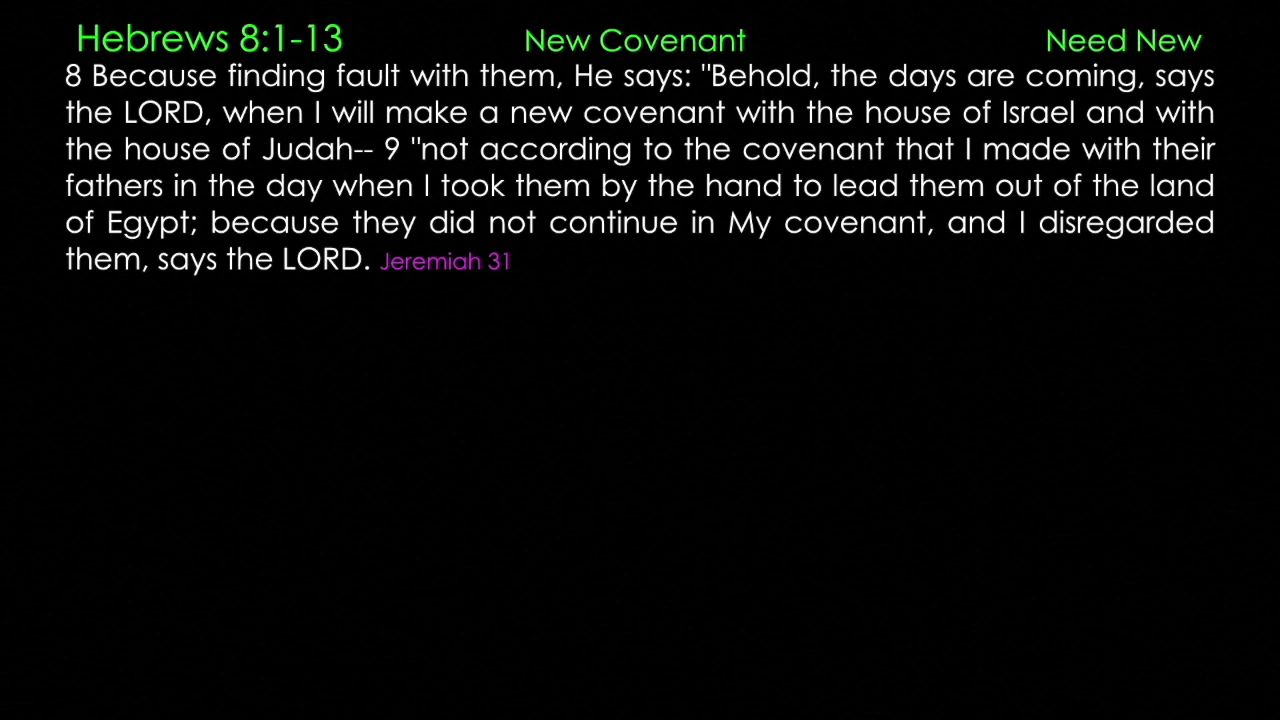 Hebrews 8:1-13 New Covenant Need New
8 Because finding fault with them, He says: "Behold, the days are coming, says
the LORD, when I will make a new covenant with the house of Israel and with
the house of Judah-- 9 "not according to the covenant that I made with their
fathers in the day when I took them by the hand to lead them out of the land
of Egypt; because they did not continue in My covenant, and I disregarded
them, says the LORD. Jeremiah 31